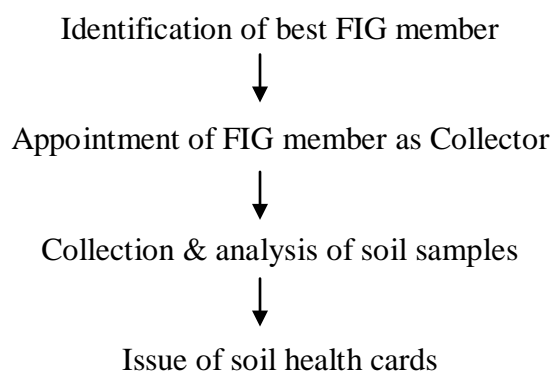 Identification of best FIG member
Appointment of FIG member as Collector
Collection & analysis of soil samples
Issue of soil health cards